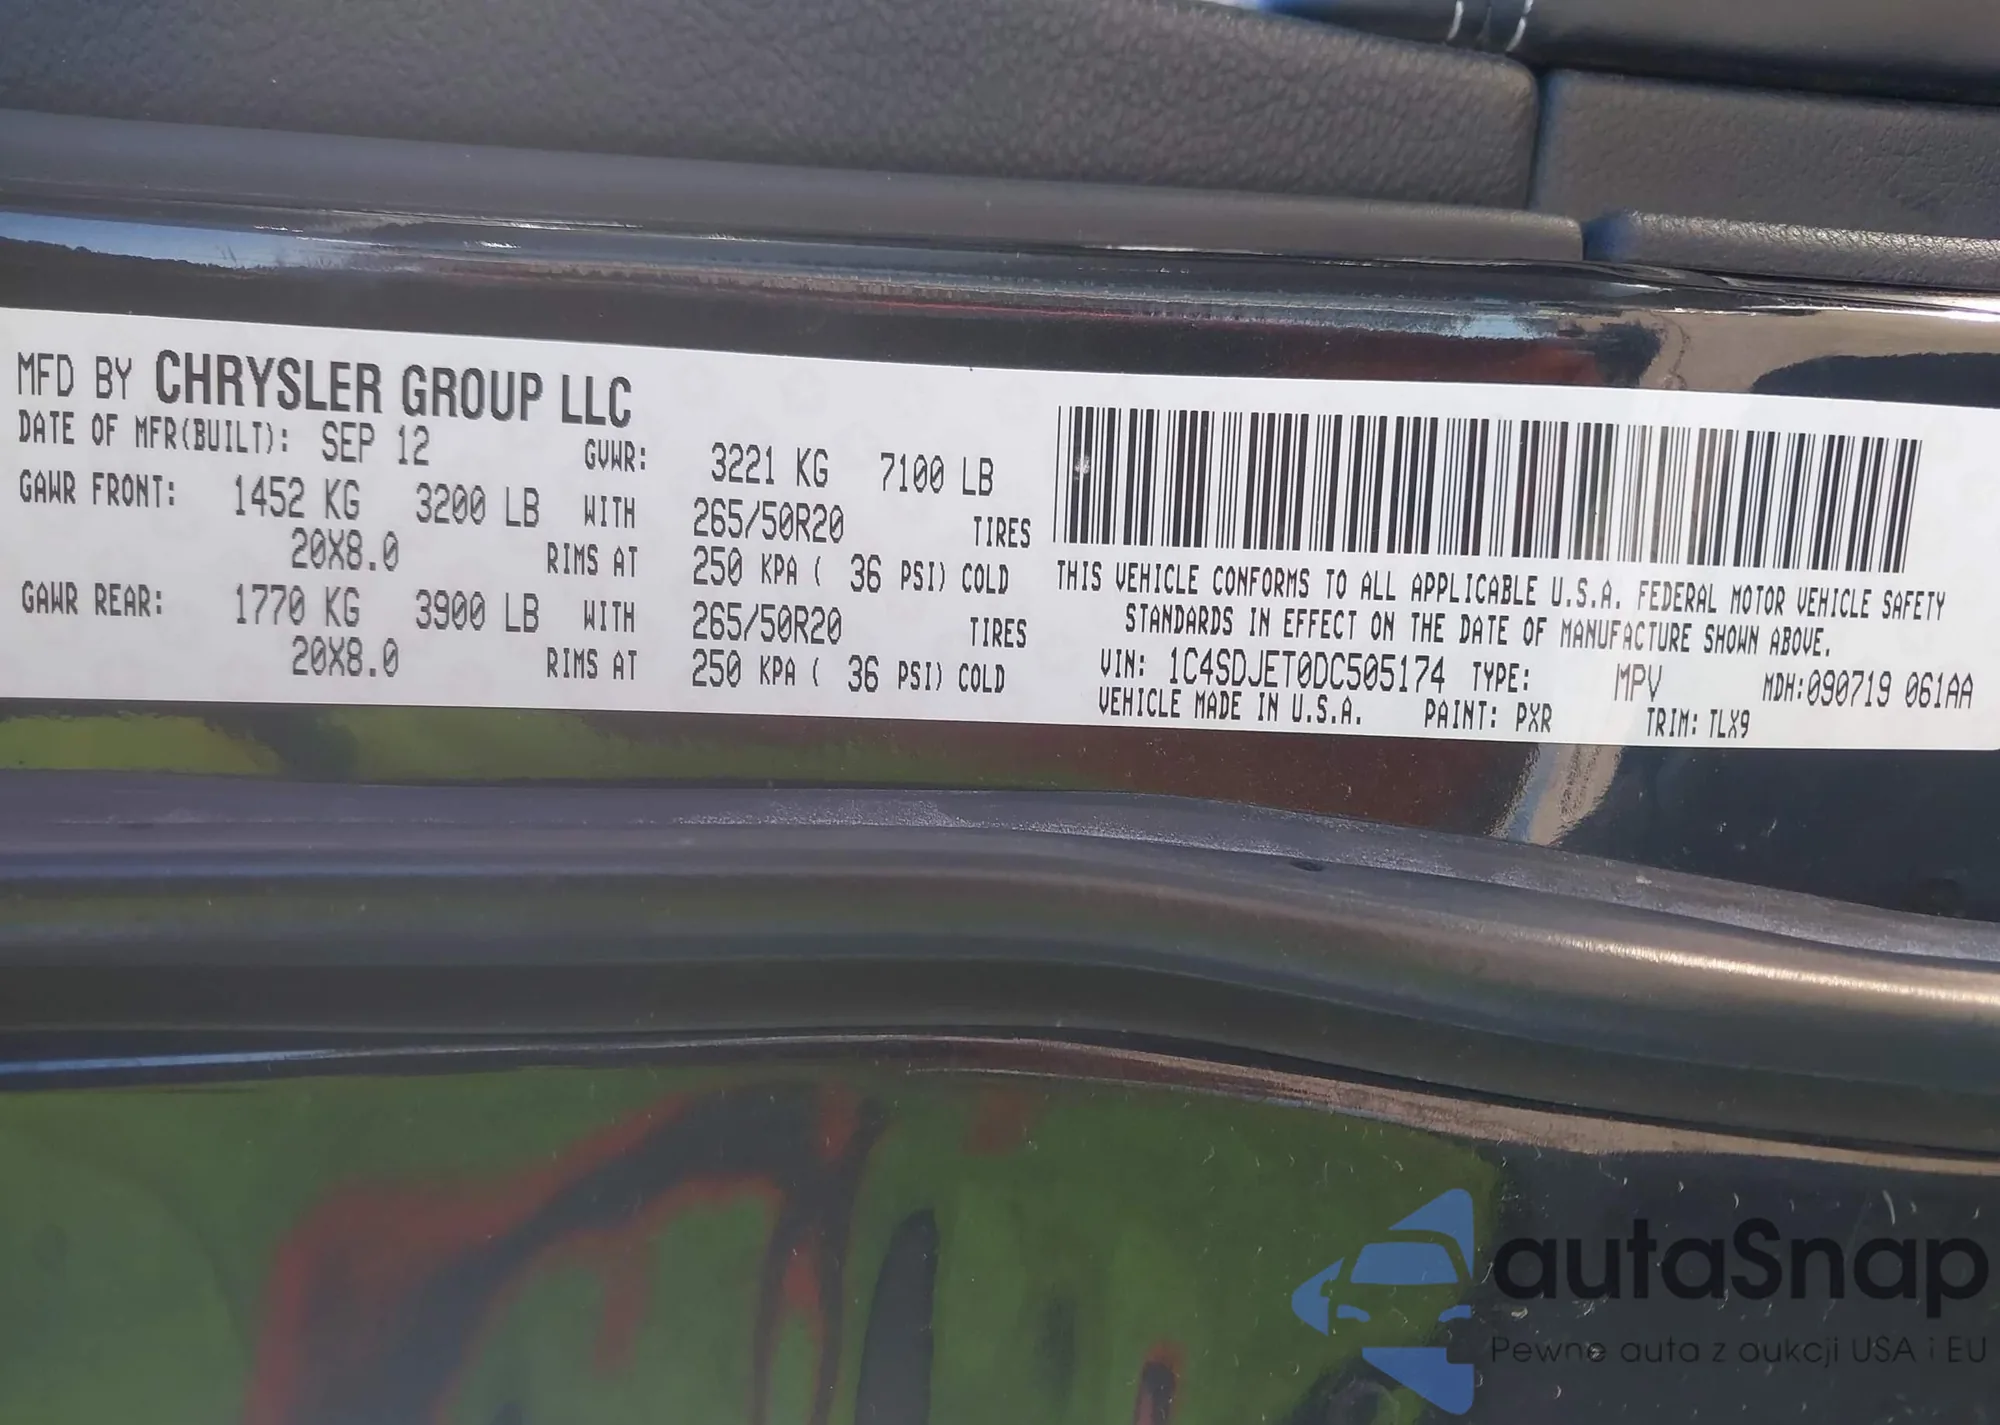 MFD BY CHRYSLER GROUP LLC
DATE OF MFR(BUILT): SEP 12 GVWR: 3221 KG 7100 LB
GAWR FRONT: 1452 KG 3200 LB WITH 265/50R20 TIRES
20X8.0 RIMS AT 250 KPA ( 36 PSI) COLD
GAWR REAR: 1770 KG 3900 LB WITH 265/50R20 TIRES
20X8.0 RIMS AT 250 KPA ( 36 PSI) COLD
THIS VEHICLE CONFORMS TO ALL APPLICABLE U.S.A. FEDERAL MOTOR VEHICLE SAFETY
STANDARDS IN EFFECT ON THE DATE OF MANUFACTURE SHOWN ABOVE.
VIN: 1C4SDJET0DC505174 TYPE: MPV MDH:090719 061AA
VEHICLE MADE IN U.S.A. PAINT: PXR TRIM: TLX9
autaSnap
Pewne auta z aukcji USA i EU